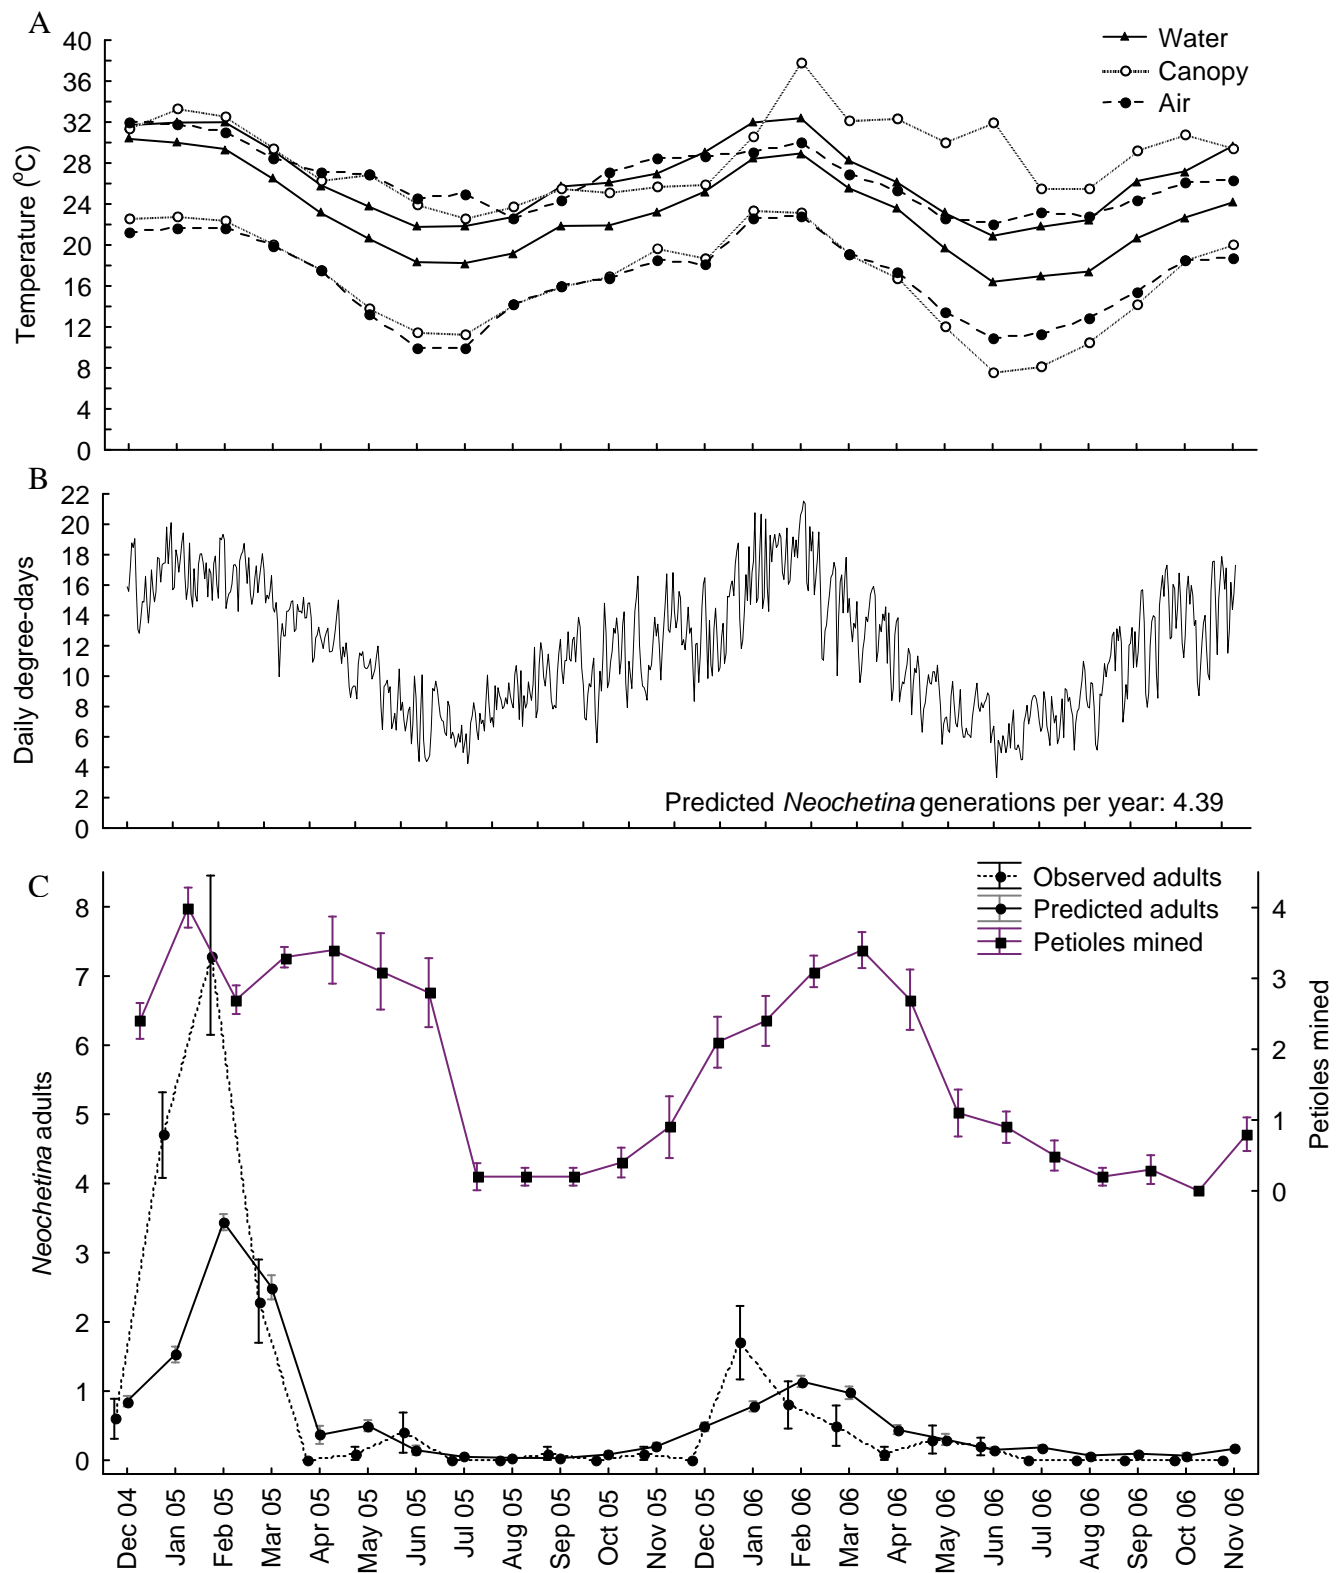 A
40
36
32
28
24
20
16
12
8
4
0
Temperature (°C)
Water
Canopy
Air
B
22
20
18
16
14
12
10
8
6
4
2
0
Daily degree-days
Predicted Neochetina generations per year: 4.39
C
8
7
6
5
4
3
2
1
0
Neochetina adults
Observed adults
Predicted adults
Petioles mined
4
3
2
1
0
Petioles mined
Dec 04
Jan 05
Feb 05
Mar 05
Apr 05
May 05
Jun 05
Jul 05
Aug 05
Sep 05
Oct 05
Nov 05
Dec 05
Jan 06
Feb 06
Mar 06
Apr 06
May 06
Jun 06
Jul 06
Aug 06
Sep 06
Oct 06
Nov 06